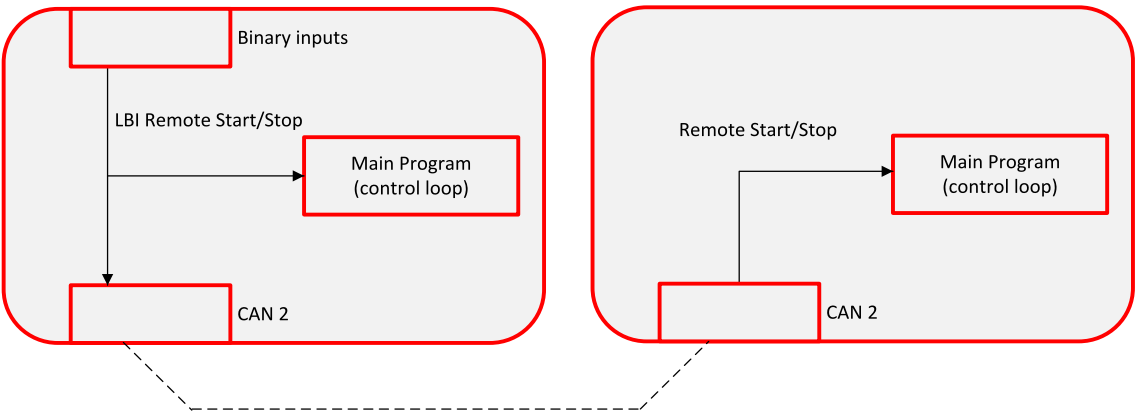 Binary inputs
LBI Remote Start/Stop
Main Program
(control loop)
CAN 2
Remote Start/Stop
Main Program
(control loop)
CAN 2